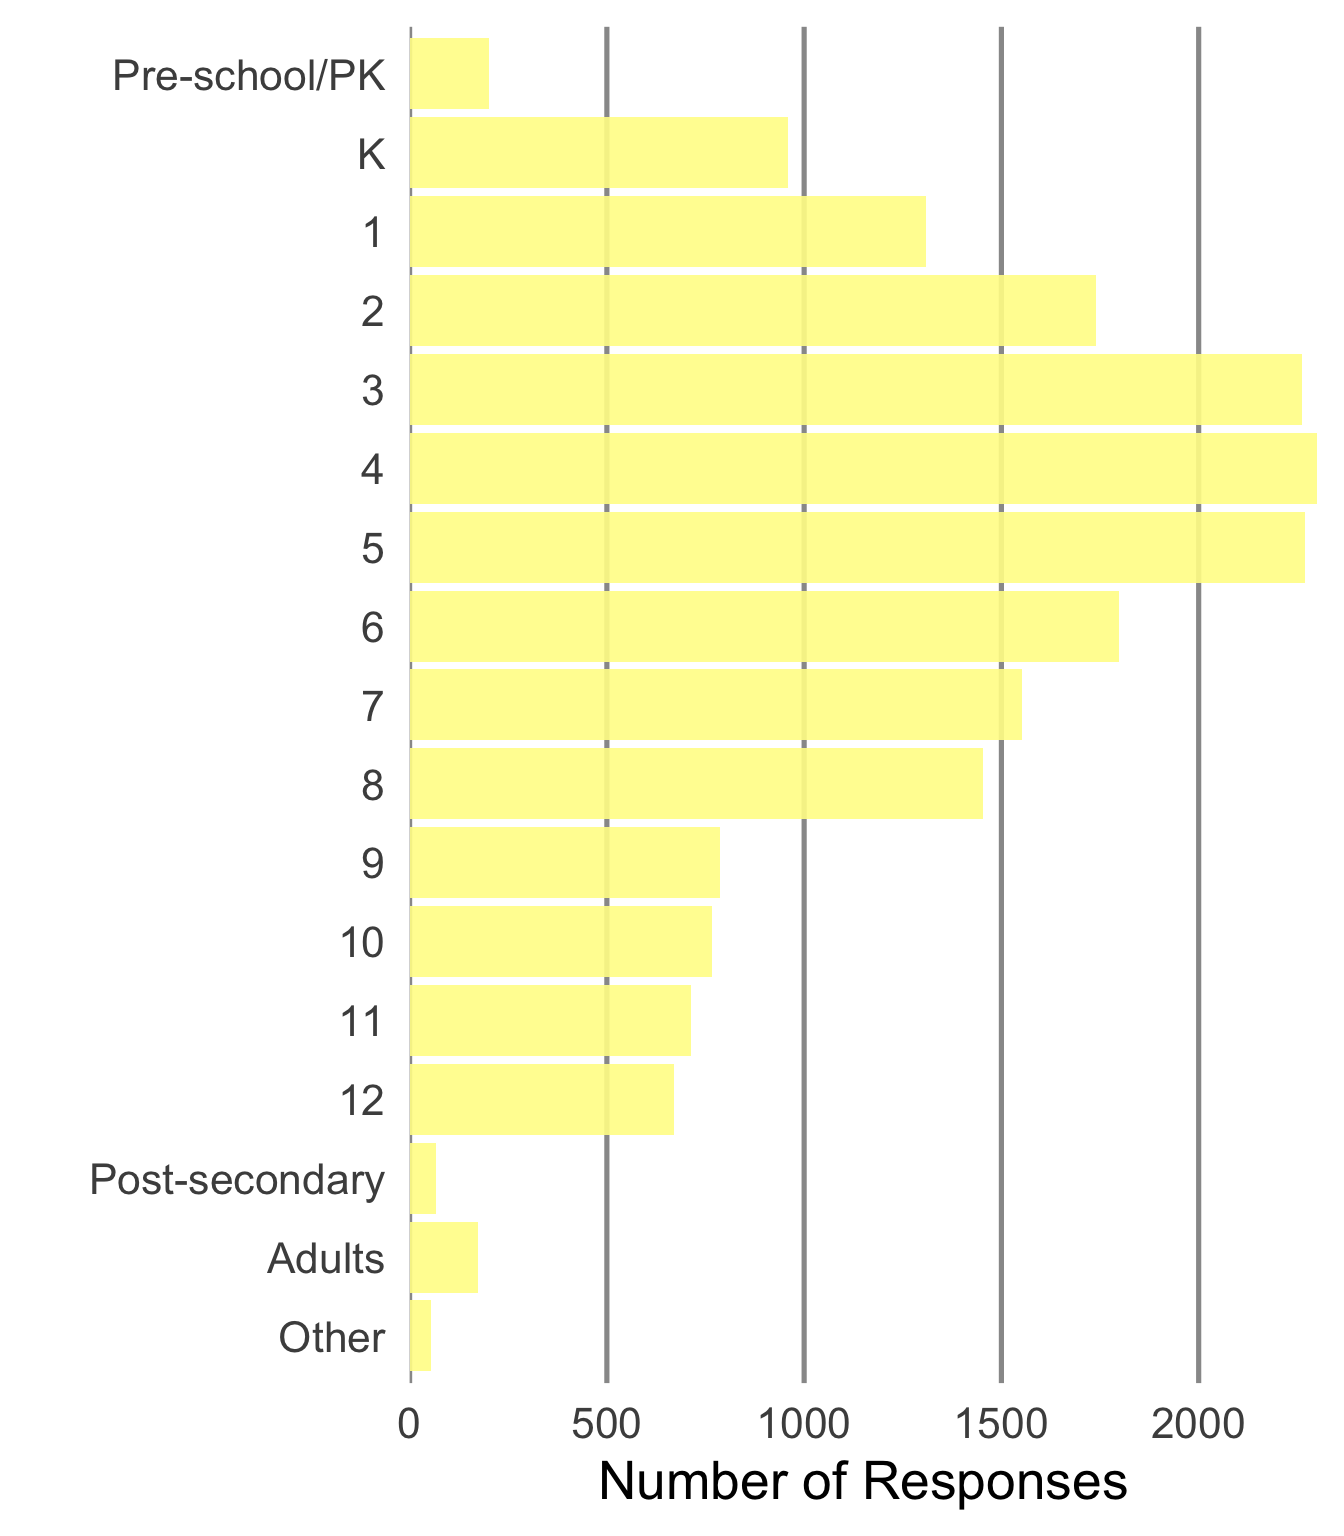 Pre-school/PK
K
1
2
3
4
5
6
7
8
9
10
11
12
Post-secondary
Adults
Other
0 500 1000 1500 2000
Number of Responses